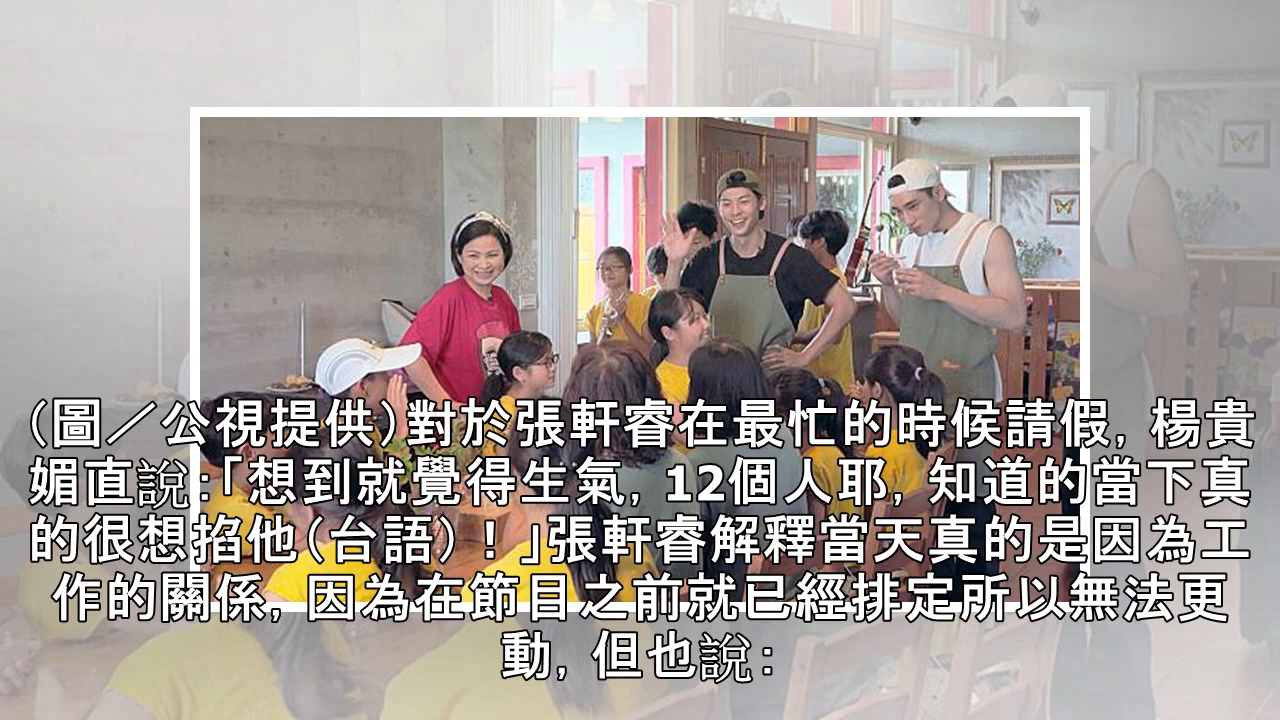 (圖／公視提供)對於張軒睿在最忙的時候請假, 楊貴
媚直說:「想到就覺得生氣, 12個人耶, 知道的當下真
的很想掐他(台語)！」張軒睿解釋當天真的是因為工
作的關係, 因為在節目之前就已經排定所以無法更
動, 但也說: